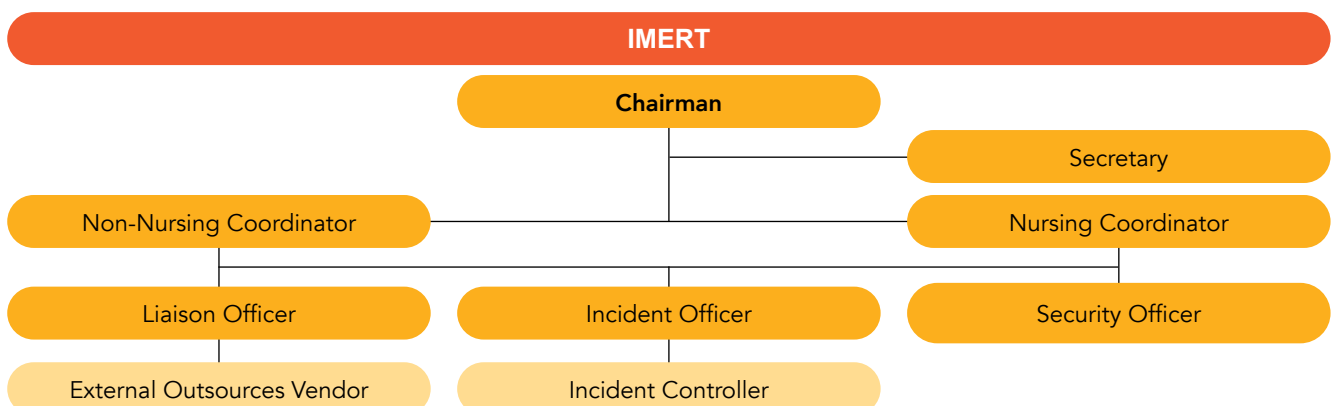 IMERT
Chairman
Secretary
Non-Nursing Coordinator
Nursing Coordinator
Liaison Officer
Incident Officer
Security Officer
External Outsources Vendor
Incident Controller